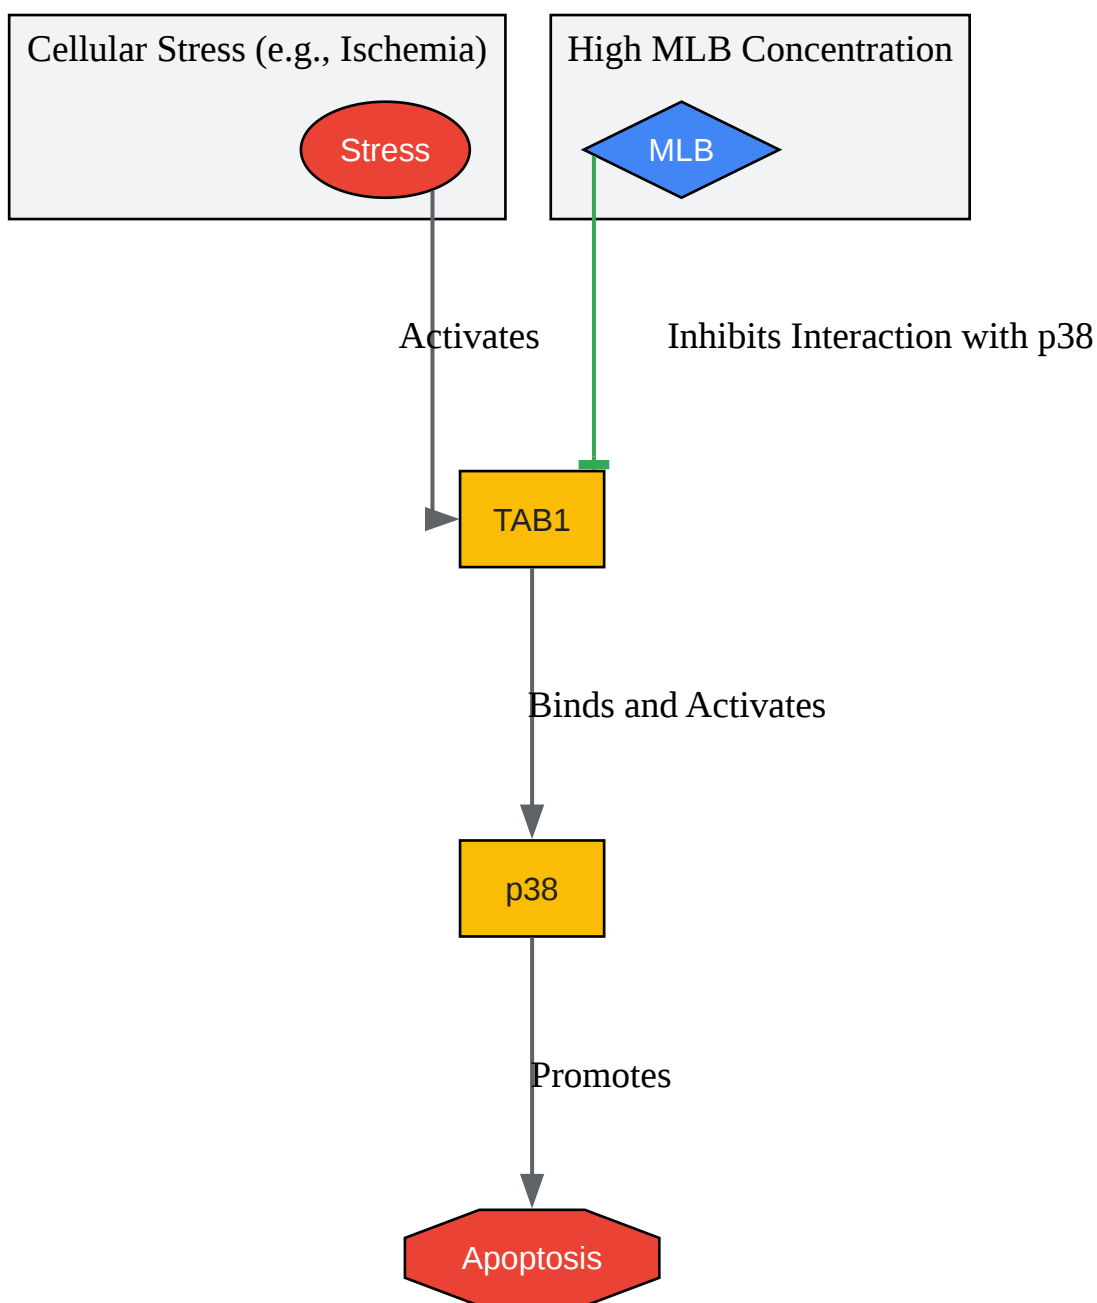 Cellular Stress (e.g., Ischemia)
High MLB Concentration
Stress
MLB
Activates
Inhibits Interaction with p38
TAB1
Binds and Activates
p38
Promotes
Apoptosis